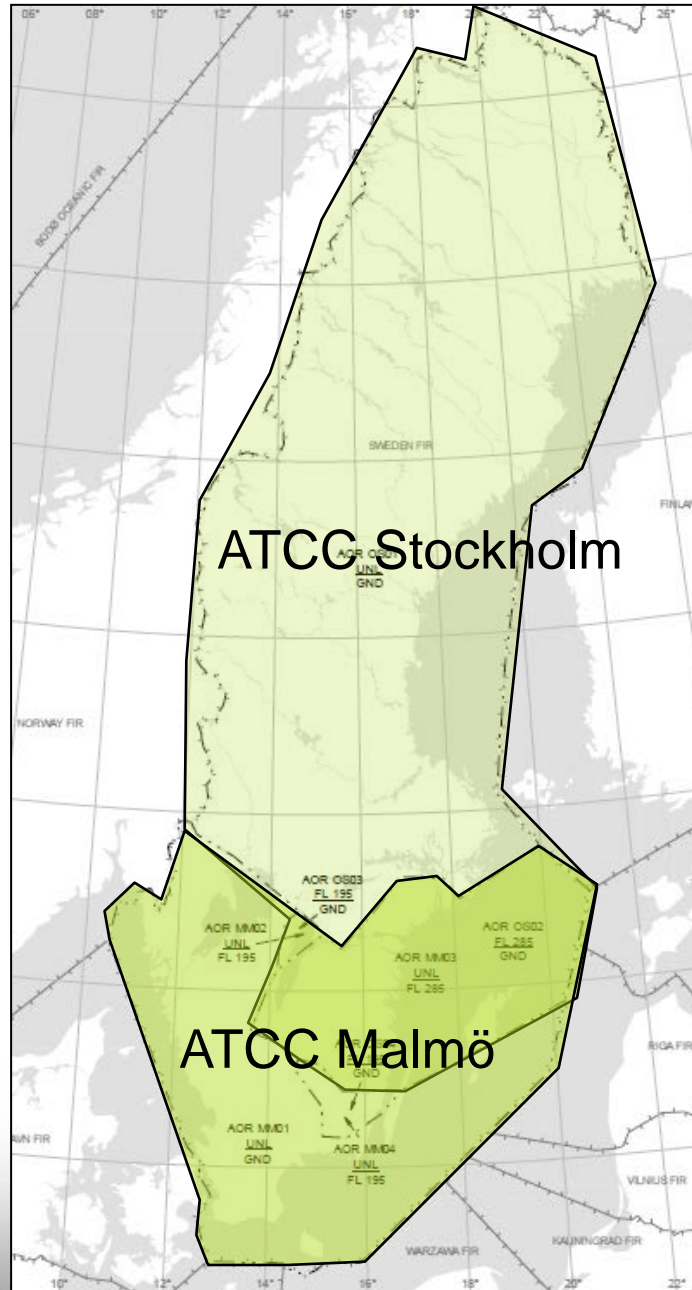 06°
08°
10°
12°
14°
16°
18°
20°
22°
24°
26°
BODØ OCEANIC FIR
SWEDEN FIR
FINLAN
ATCC Stockholm
AOR OS01
UNL
GND
NORWAY FIR
AOR OS03
FL 195
GND
AOR MM02
UNL
FL 195
AOR OS02
FL 285
GND
AOR MM03
UNL
FL 285
ATCC Malmö
GND
RIGA FIR
AOR MM01
UNL
GND
AVN FIR
AOR MM04
UNL
FL 195
VILNIUS FIR
WARZAWA FIR
KALININGRAD FIR
10°
12°
14°
16°
18°
20°
22°